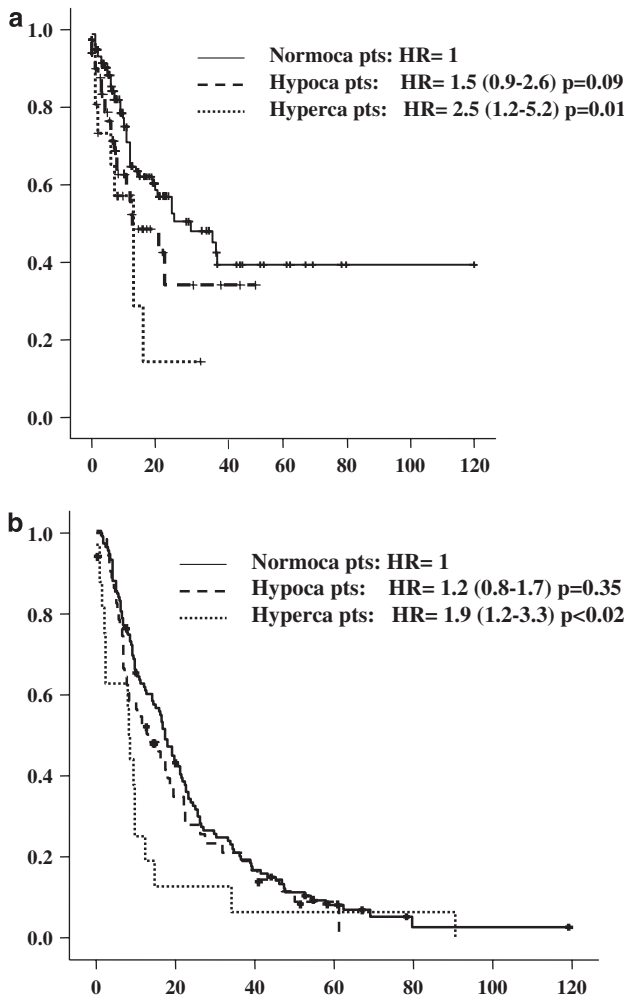 a
1.0
Normoca pts: HR= 1
Hypoca pts: HR= 1.5 (0.9-2.6) p=0.09
Hyperca pts: HR= 2.5 (1.2-5.2) p=0.01
0.8
0.6
0.4
0.2
0.0
0 20 40 60 80 100 120
b
1.0
Normoca pts: HR= 1
Hypoca pts: HR= 1.2 (0.8-1.7) p=0.35
Hyperca pts: HR= 1.9 (1.2-3.3) p<0.02
0.8
0.6
0.4
0.2
0.0
0 20 40 60 80 100 120